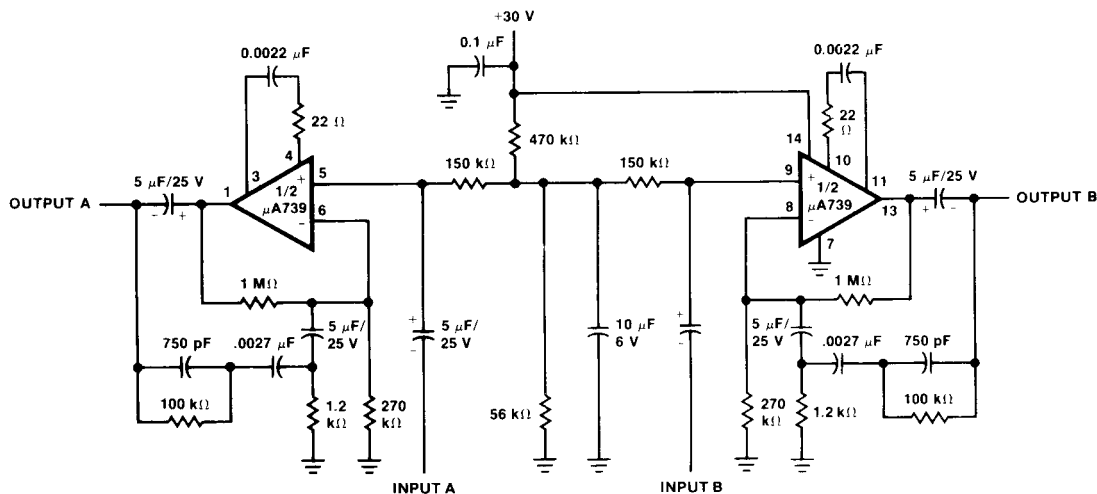 +30 V
0.1 µF
0.0022 µF
0.0022 µF
22 Ω
22
Ω
470 kΩ
14
4
10
150 kΩ
150 kΩ
3
5
9
11
5 µF/25 V
1
+
1/2
µA739
+
1/2
µA739
5 µF/25 V
OUTPUT A
- +
6
-
8
-
13
+ -
OUTPUT B
7
1 MΩ
1 MΩ
5 µF/
25 V
+
-
5 µF/
25 V
10 µF
6 V
+
-
5 µF/
25 V
750 pF
.0027 µF
.0027 µF
750 pF
100 kΩ
1.2
kΩ
270
kΩ
56 kΩ
270
kΩ
1.2 kΩ
100 kΩ
INPUT A
INPUT B